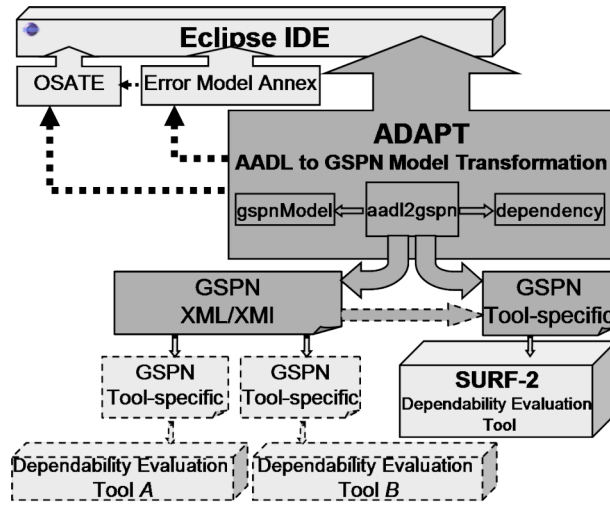 Eclipse IDE
OSATE
Error Model Annex
ADAPT
AADL to GSPN Model Transformation
gspnModel
aadl2gspn
dependency
GSPN
XML/XMI
GSPN
Tool-specific
GSPN
Tool-specific
GSPN
Tool-specific
SURF-2
Dependability Evaluation
Tool
Dependability Evaluation
Tool A
Dependability Evaluation
Tool B